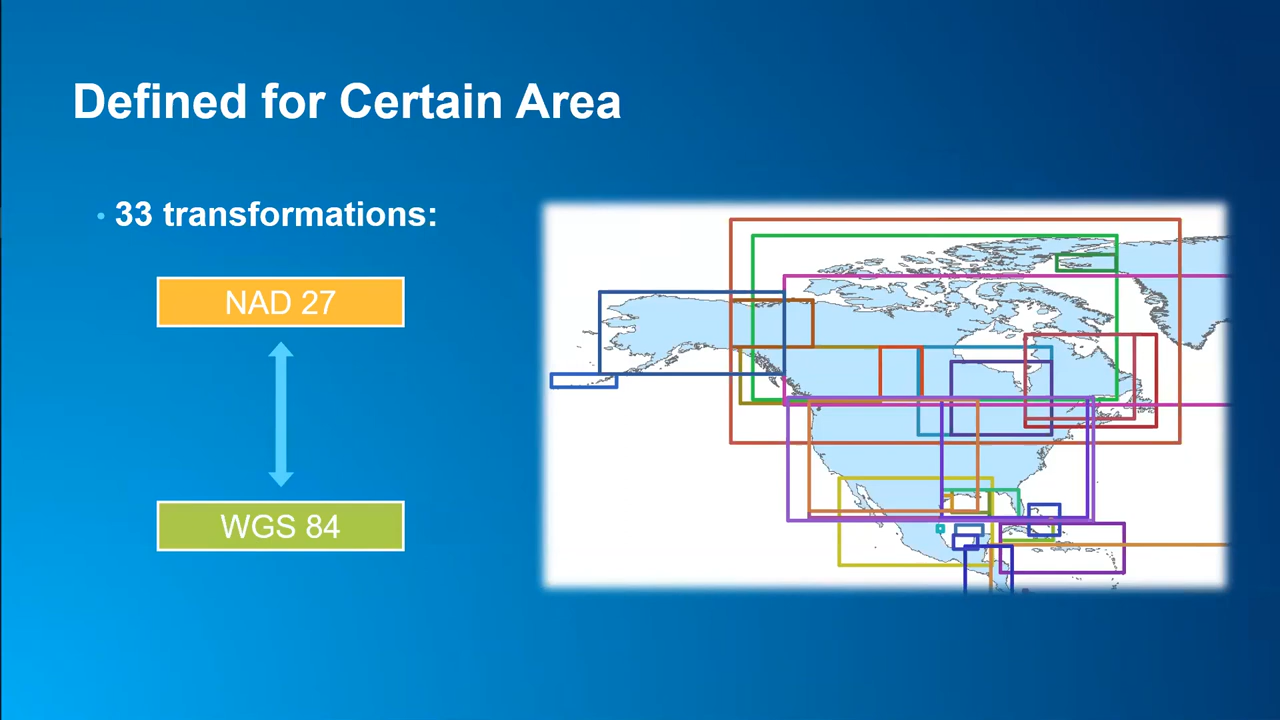 Defined for Certain Area
• 33 transformations:
NAD 27
WGS 84